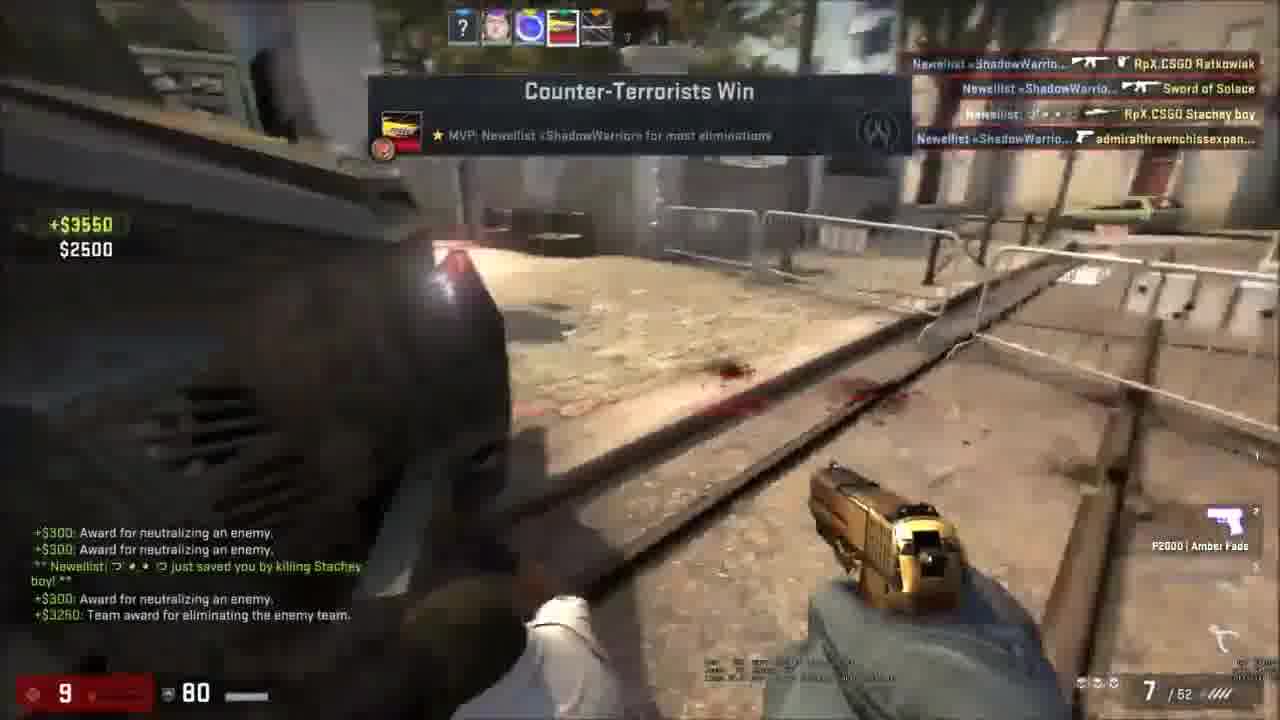 ?
Counter-Terrorists Win
MVP: Newellist =ShadowWarrior= for most eliminations
Newellist =ShadowWarrio... RpX.CSGO Ratkowiak
Newellist =ShadowWarrio... Sword of Solace
Newellist RpX.CSGO Stachey boy
Newellist =ShadowWarrio... admiralthrawnchissexpan...
+$3550
$2500
+$300: Award for neutralizing an enemy.
+$300: Award for neutralizing an enemy.
** Newellist just saved you by killing Stachey
boy! **
+$300: Award for neutralizing an enemy.
+$3250: Team award for eliminating the enemy team.
P2000 | Amber Fade
9
80
7 / 52